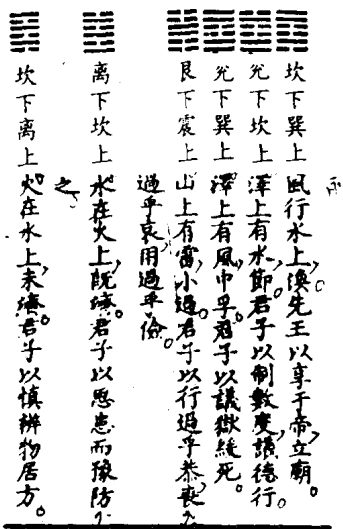 坎下巽上 風行水上,渙。先王以享于帝,立廟。
兌下坎上 澤上有水,節。君子以制數度,議德行。
兌下巽上 澤上有風,中孚。君子以議獄緩死。
艮下震上 山上有雷,小過。君子以行過乎恭,喪
過乎哀,用過乎儉。
离下坎上 水在火上,既濟。君子以思患而豫防
之。
坎下离上 火在水上,未濟。君子以慎辨物居方。